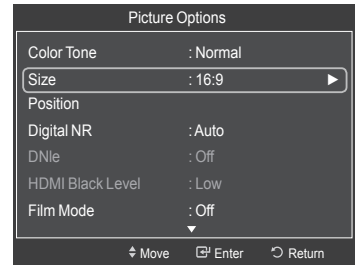 Picture Options
Color Tone : Normal
Size : 16:9
Position
Digital NR : Auto
DNIe : Off
HDMI Black Level : Low
Film Mode : Off
Move Enter Return